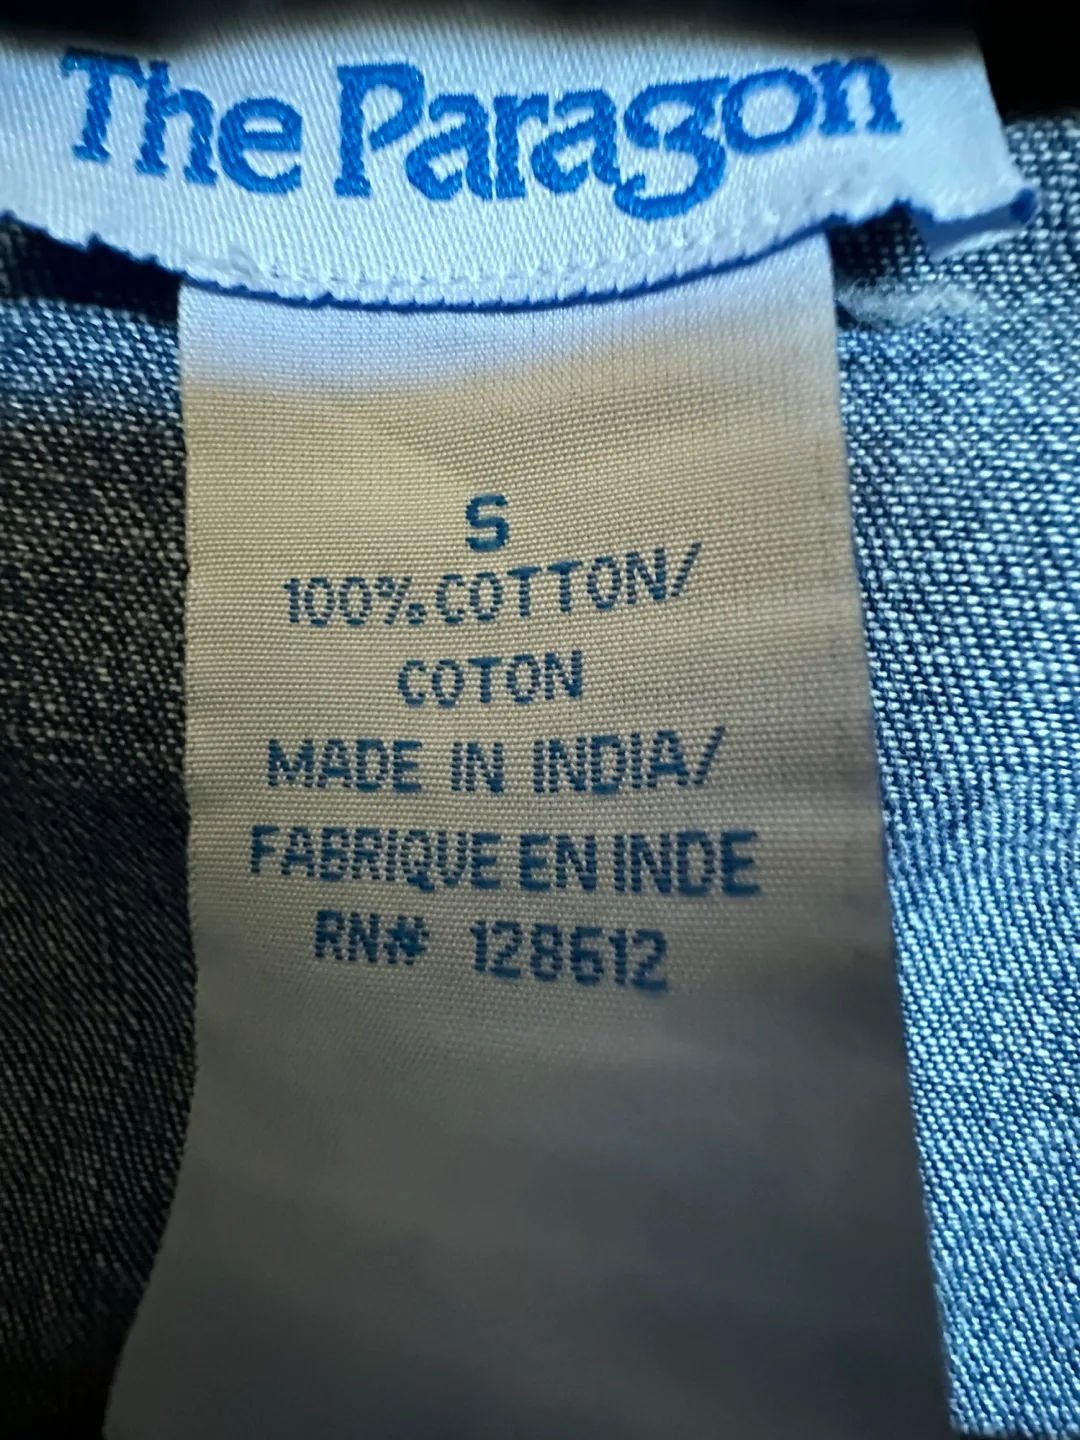 The Paragon
S
100% COTTON/
COTON
MADE IN INDIA/
FABRIQUE EN INDE
RN# 128612